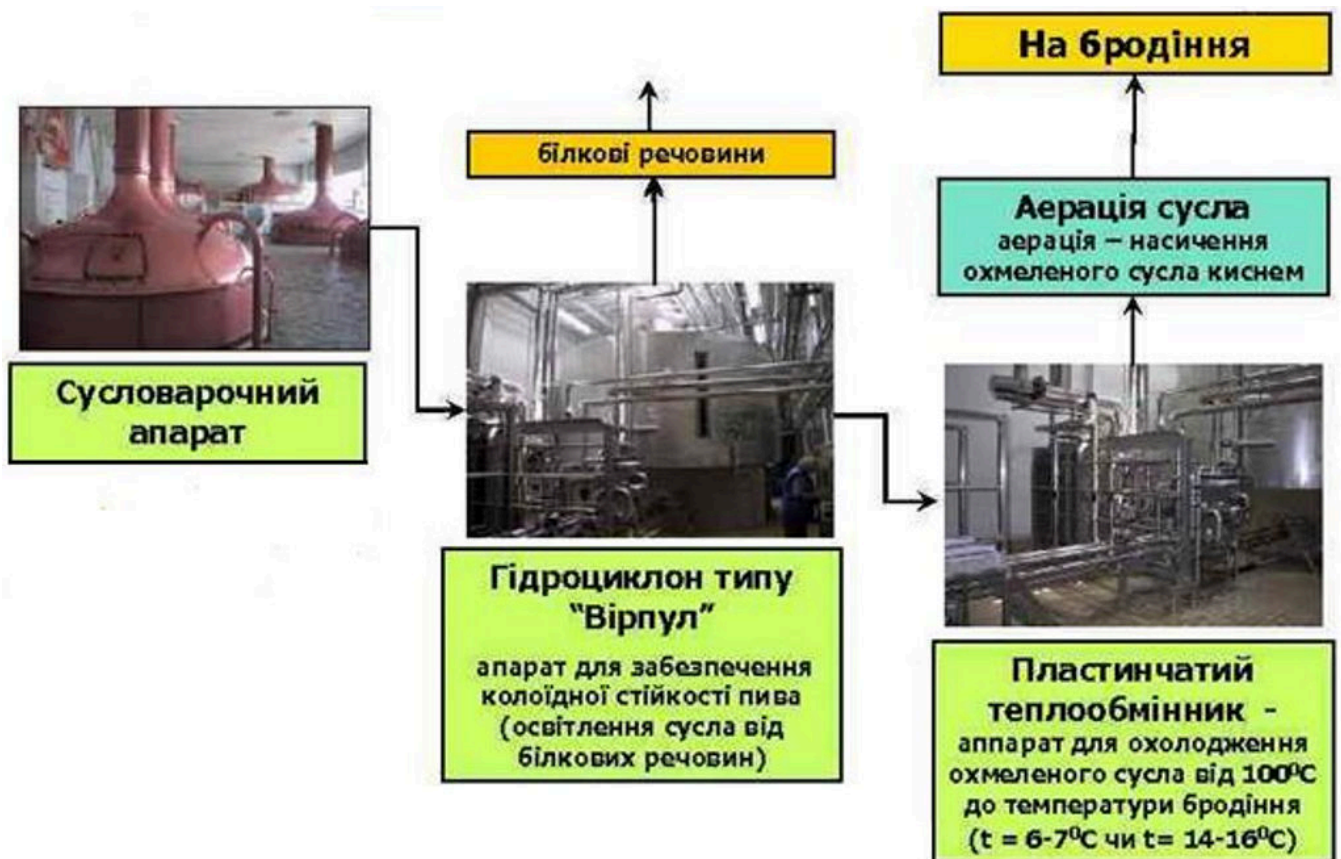 На бродіння
білкові речовини
Аерація сусла
аерація – насичення
охмеленого сусла киснем
Сусловарочний
апарат
Гідроциклон типу
“Вірпул”
апарат для забезпечення
колоїдної стійкості пива
(освітлення сусла від
білкових речовин)
Пластинчатий
теплообмінник -
аппарат для охолодження
охмеленого сусла від 100⁰С
до температури бродіння
(t = 6-7⁰С чи t= 14-16⁰С)